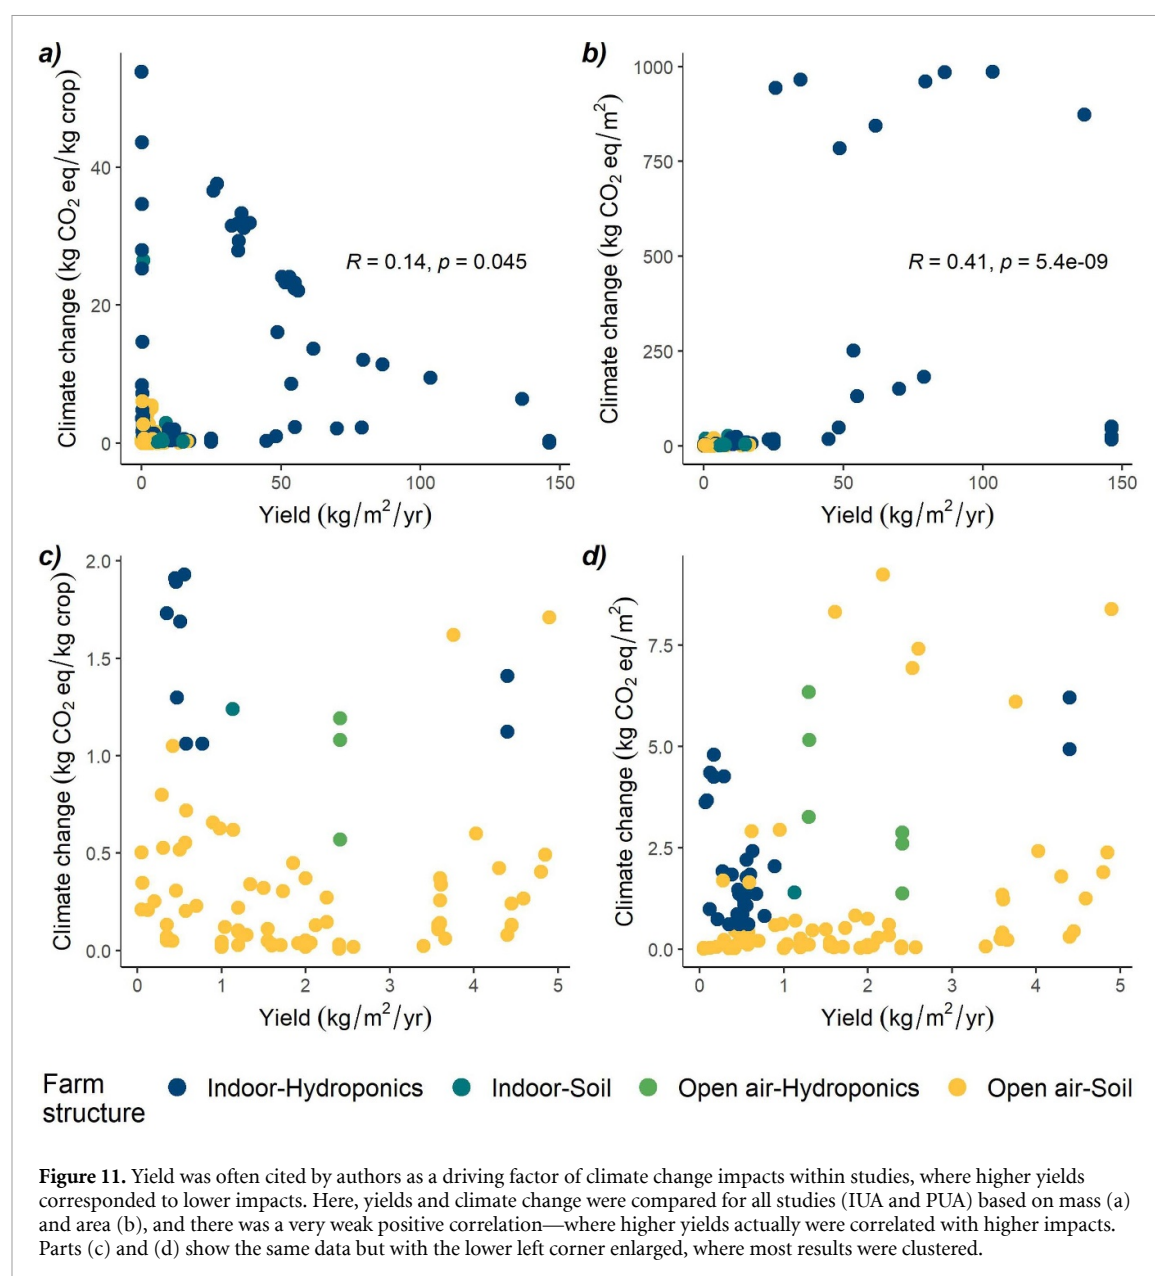 a)
Climate change (kg CO₂ eq/kg crop)
40
20
0
R = 0.14, p = 0.045
0 50 100 150
Yield (kg/m²/yr)
b)
Climate change (kg CO₂ eq/m²)
1000
750
500
250
0
R = 0.41, p = 5.4e-09
0 50 100 150
Yield (kg/m²/yr)
c)
Climate change (kg CO₂ eq/kg crop)
2.0
1.5
1.0
0.5
0.0
0 1 2 3 4 5
Yield (kg/m²/yr)
d)
Climate change (kg CO₂ eq/m²)
7.5
5.0
2.5
0.0
0 1 2 3 4 5
Yield (kg/m²/yr)
Farm
structure
Indoor-Hydroponics Indoor-Soil Open air-Hydroponics Open air-Soil
Figure 11. Yield was often cited by authors as a driving factor of climate change impacts within studies, where higher yields
corresponded to lower impacts. Here, yields and climate change were compared for all studies (IUA and PUA) based on mass (a)
and area (b), and there was a very weak positive correlation—where higher yields actually were correlated with higher impacts.
Parts (c) and (d) show the same data but with the lower left corner enlarged, where most results were clustered.